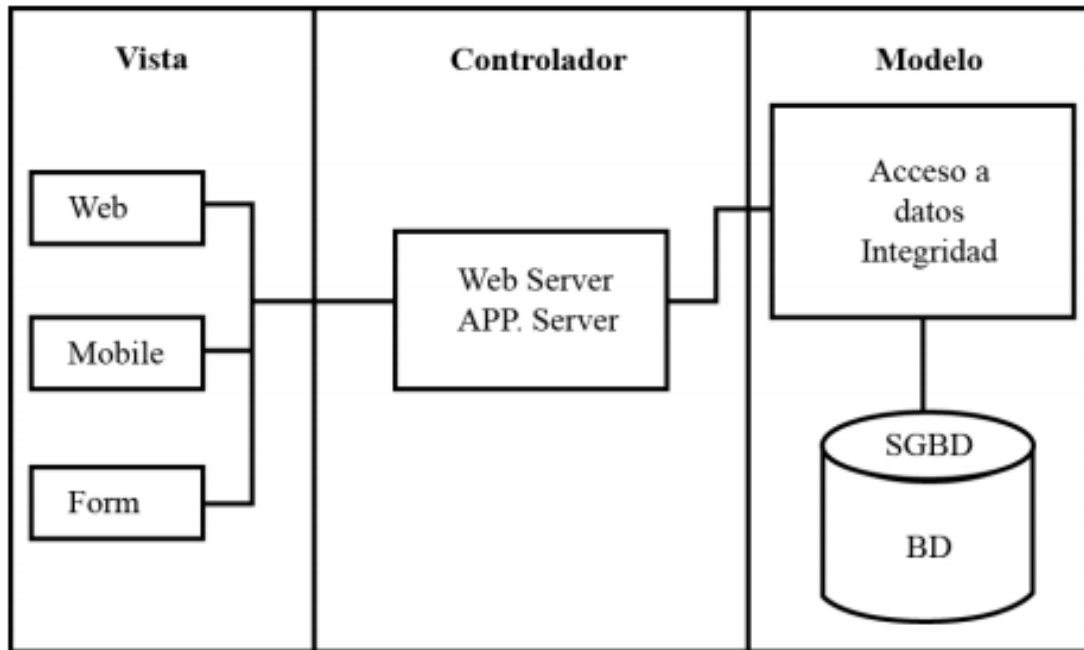 Vista
Web
Mobile
Form
Controlador
Web Server
APP. Server
Modelo
Acceso a
datos
Integridad
SGBD
BD